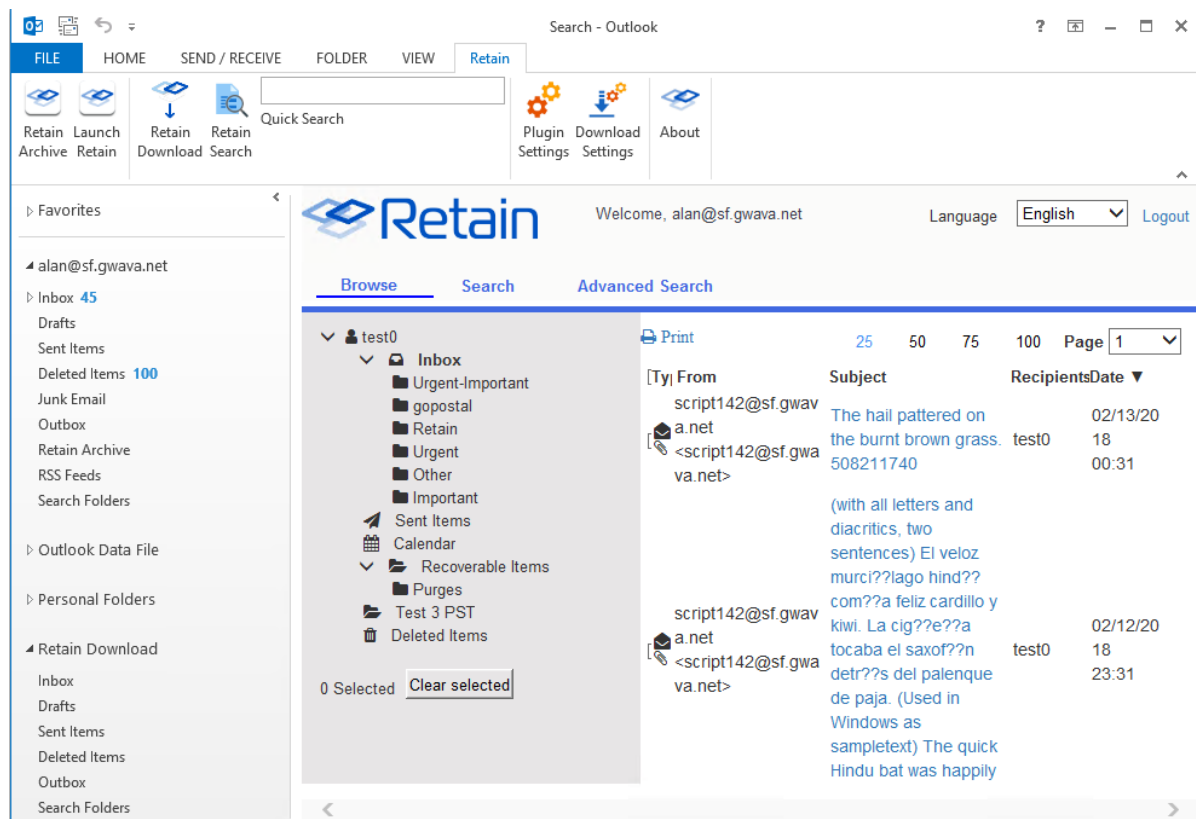 Search - Outlook
FILE HOME SEND / RECEIVE FOLDER VIEW Retain
Retain Archive
Launch Retain
Retain Download
Retain Search
Quick Search
Plugin Settings
Download Settings
About
Favorites
alan@sf.gwava.net
Inbox 45
Drafts
Sent Items
Deleted Items 100
Junk Email
Outbox
Retain Archive
RSS Feeds
Search Folders
Outlook Data File
Personal Folders
Retain Download
Inbox
Drafts
Sent Items
Deleted Items
Outbox
Search Folders
Retain
Welcome, alan@sf.gwava.net
Language English Logout
Browse Search Advanced Search
test0
Inbox
Urgent-Important
gopostal
Retain
Urgent
Other
Important
Sent Items
Calendar
Recoverable Items
Purges
Test 3 PST
Deleted Items
0 Selected Clear selected
Print 25 50 75 100 Page 1
[Ty From Subject Recipients Date ▼
script142@sf.gwav
a.net
<script142@sf.gwa
va.net>
The hail pattered on
the burnt brown grass.
508211740
test0
02/13/20
18
00:31
script142@sf.gwav
a.net
<script142@sf.gwa
va.net>
(with all letters and
diacritics, two
sentences) El veloz
murci??lago hind??
com??a feliz cardillo y
kiwi. La cig??e??a
tocaba el saxof??n
detr??s del palenque
de paja. (Used in
Windows as
sampletext) The quick
Hindu bat was happily
test0
02/12/20
18
23:31